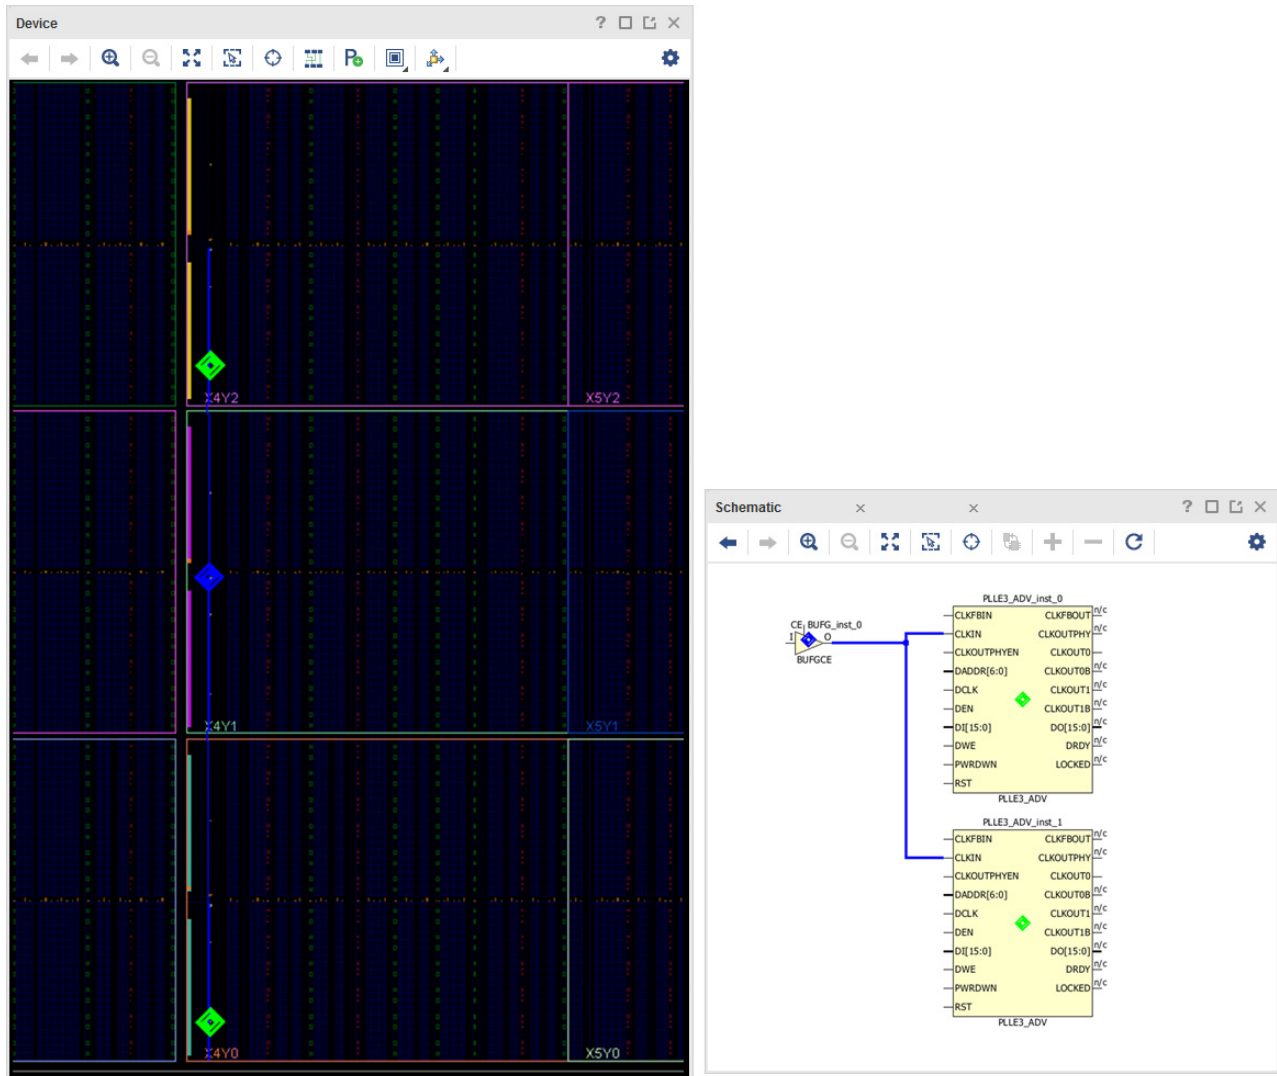 Device
X4Y2
X5Y2
X4Y1
X5Y1
X4Y0
X5Y0
Schematic
CE BUFG_inst_0
I
O
BUFGCE
PLLE3_ADV_inst_0
CLKFBIN CLKFBOUT n/c
CLKIN CLKOUTPHY n/c
CLKOUTPHYEN CLKOUT0
DADDR[6:0] CLKOUT0B n/c
DCLK CLKOUT1 n/c
DEN CLKOUT1B n/c
DI[15:0] DO[15:0] n/c
DWE DRDY n/c
PWRDWN LOCKED n/c
RST
PLLE3_ADV
PLLE3_ADV_inst_1
CLKFBIN CLKFBOUT n/c
CLKIN CLKOUTPHY n/c
CLKOUTPHYEN CLKOUT0
DADDR[6:0] CLKOUT0B n/c
DCLK CLKOUT1 n/c
DEN CLKOUT1B n/c
DI[15:0] DO[15:0] n/c
DWE DRDY n/c
PWRDWN LOCKED n/c
RST
PLLE3_ADV